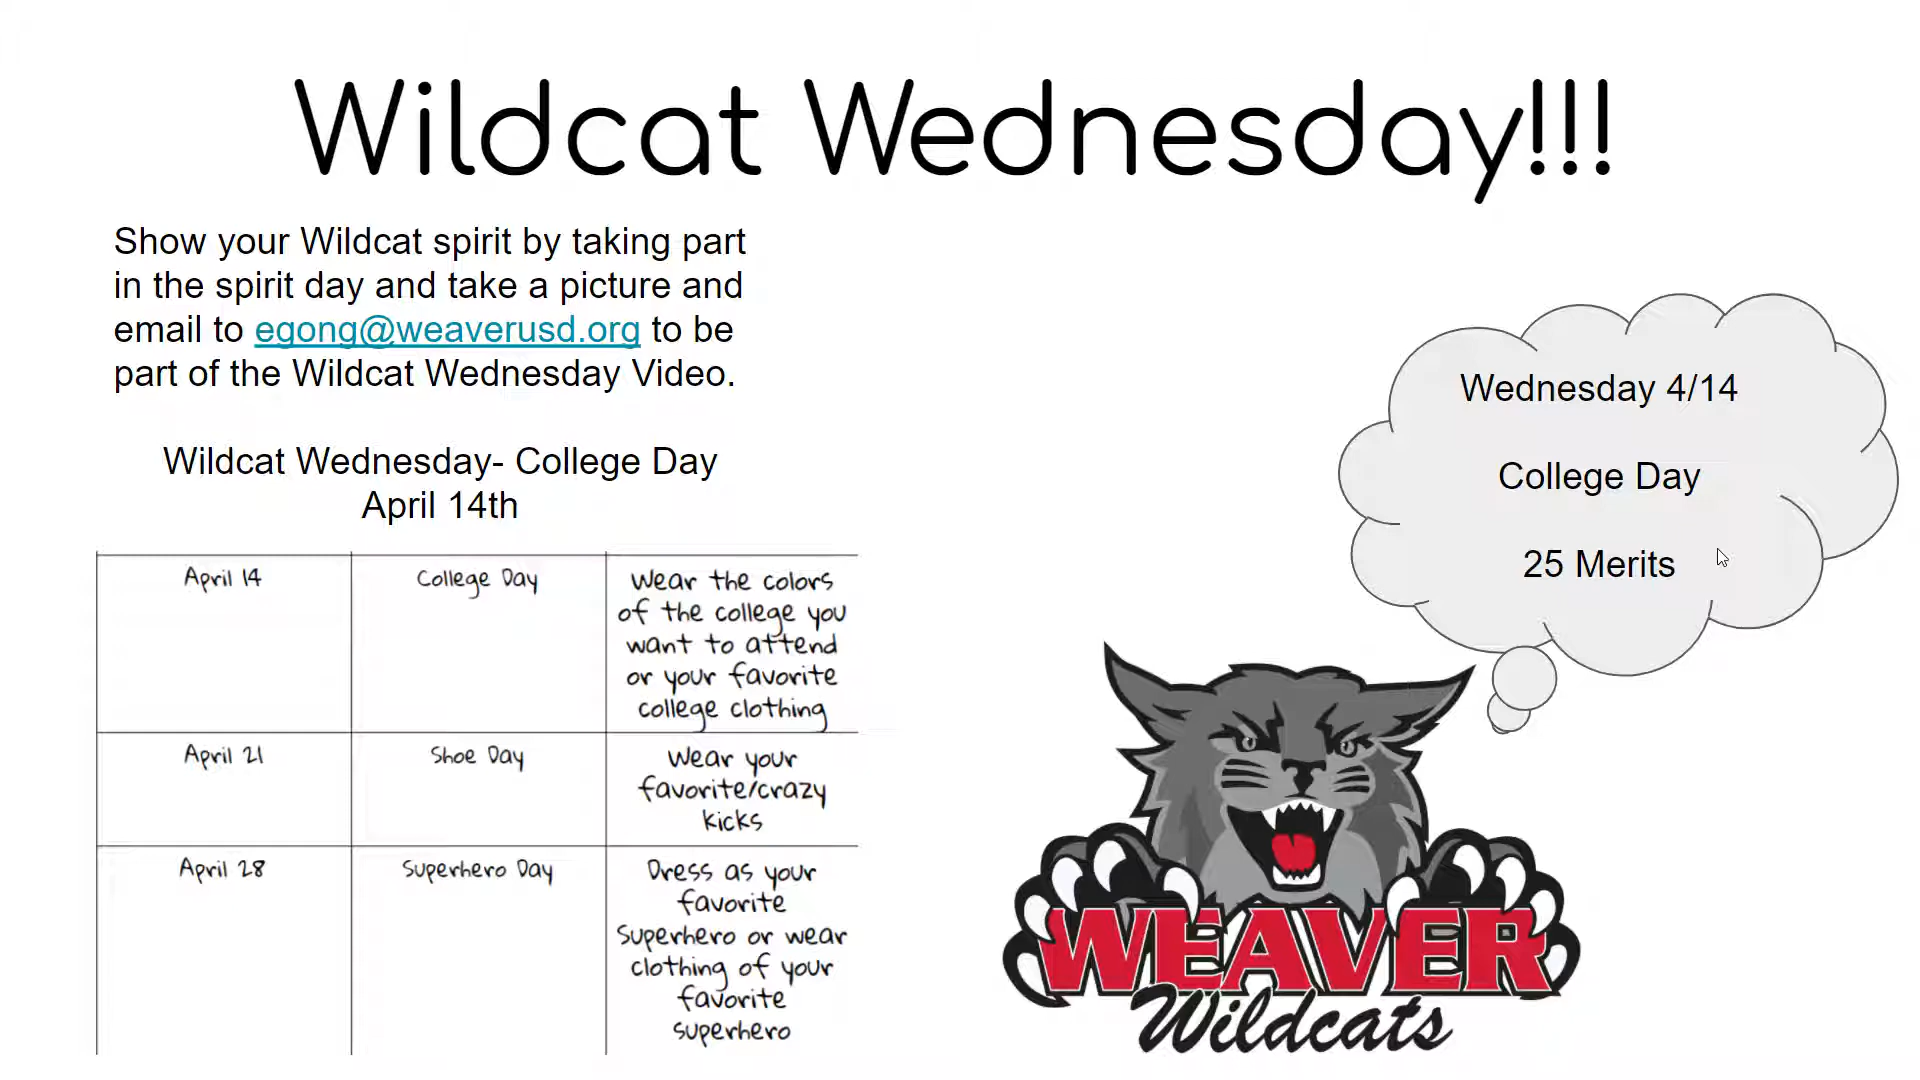 Wildcat Wednesday!!!
Show your Wildcat spirit by taking part
in the spirit day and take a picture and
email to egong@weaverusd.org to be
part of the Wildcat Wednesday Video.
Wildcat Wednesday- College Day
April 14th
April 14
College Day
Wear the colors
of the college you
want to attend
or your favorite
college clothing
April 21
Shoe Day
Wear your
favorite/crazy
kicks
April 28
Superhero Day
Dress as your
favorite
superhero or wear
clothing of your
favorite
superhero
Wednesday 4/14
College Day
25 Merits
WEAVER
Wildcats